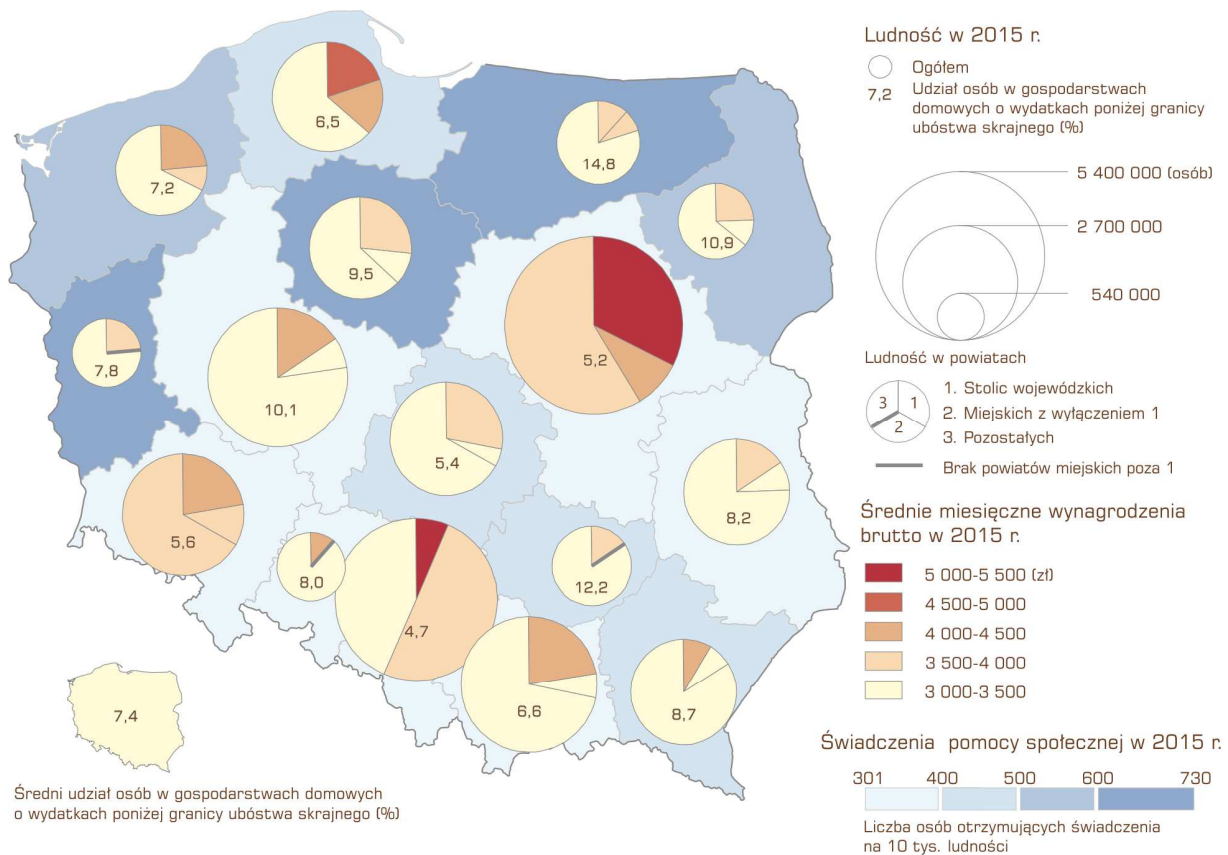 6,5
14,8
7,2
10,9
9,5
5,2
7,8
10,1
5,4
8,2
5,6
8,0
12,2
4,7
6,6
8,7
7,4
Średni udział osób w gospodarstwach domowych
o wydatkach poniżej granicy ubóstwa skrajnego (%)
Ludność w 2015 r.
Ogółem
7,2 Udział osób w gospodarstwach
domowych o wydatkach poniżej granicy
ubóstwa skrajnego (%)
5 400 000 (osób)
2 700 000
540 000
Ludność w powiatach
3 1 2
1. Stolic wojewódzkich
2. Miejskich z wyłączeniem 1
3. Pozostałych
Brak powiatów miejskich poza 1
Średnie miesięczne wynagrodzenia
brutto w 2015 r.
5 000-5 500 (zł)
4 500-5 000
4 000-4 500
3 500-4 000
3 000-3 500
Świadczenia pomocy społecznej w 2015 r.
301 400 500 600 730
Liczba osób otrzymujących świadczenia
na 10 tys. ludności